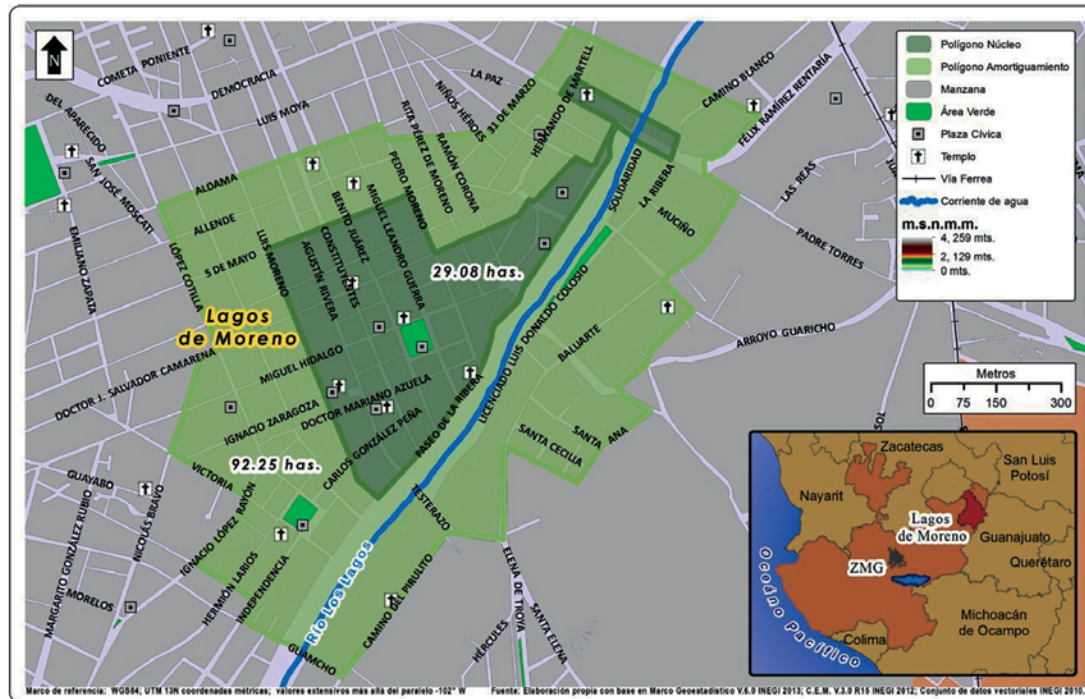 N
COMETA PONIENTE
DEMOCRACIA
LUIS MOYA
DEL APARECIDO
SAN JOSÉ MOSCATI
EMILIANO ZAPATA
ALDAMA
ALLENDE
5 DE MAYO
LÓPEZ COTILLA
LUIS MORENO
AGUSTÍN RIVERA
CONSTITUYENTES
BENITO JUÁREZ
MIGUEL LEANDRO GUERRA
PEDRO MORENO
RITA PÉREZ DE MORENO
RAMÓN CORONA
NIÑOS HÉROES
LA PAZ
31 DE MARZO
HERNANDO DE MARTELL
CAMINO BLANCO
FÉLIX RAMÍREZ RENTARÍA
SOLIDARIDAD
LA RIBERA
MUCIÑO
LAS REAS
PADRE TORRES
ARROYO GUARICHO
29.08 has.
Lagos
de Moreno
DOCTOR J. SALVADOR CAMARENA
MIGUEL HIDALGO
IGNACIO ZARAGOZA
DOCTOR MARIANO AZUELA
CARLOS GONZÁLEZ PEÑA
PASEO DE LA RIBERA
LICENCIADO LUIS DONALDO COLOSIO
BALUARTE
SANTA ANA
SANTA CECILIA
92.25 has.
VICTORIA
GUAYABO
MARGARITO GONZÁLEZ RUBIO
NICOLÁS BRAVO
IGNACIO LÓPEZ RAYÓN
HERMIÓN LARIOS
INDEPENDENCIA
MORELOS
GUAMCHO
Río Los Lagos
TESTERAZO
CAMINO DEL PIRULITO
ELENA DE TROYA
SANTA ELENA
HÉRCULES
SOL
Polígono Núcleo
Polígono Amortiguamiento
Manzana
Área Verde
Plaza Cívica
Templo
Vía Ferrea
Corriente de agua
m.s.n.m.m.
4, 259 mts.
2, 129 mts.
0 mts.
Metros
0 75 150 300
Zacatecas
San Luis
Potosí
Nayarit
Lagos
de Moreno
Guanajuato
Querétaro
ZMG
Michoacán
de Ocampo
Colima
Océano Pacífico
Marco de referencia: WGS84; UTM 13N coordenadas métricas; valores extensivos más allá del paralelo -102° W
Fuente: Elaboración propia con base en Marco Geoestadístico V.6.0 INEGI 2013; C.E.M. V.3.0 R15 INEGI 2012; Conjunto de datos vectoriales INEGI 2012.